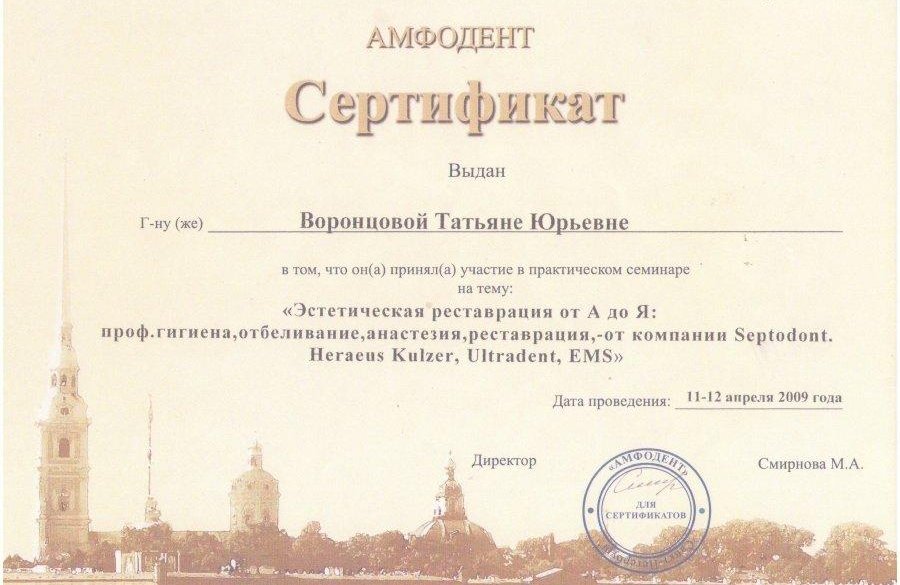 АМФОДЕНТ
Сертификат
Выдан
Г-ну (же) Воронцовой Татьяне Юрьевне
в том, что он(а) принял(а) участие в практическом семинаре
на тему:
«Эстетическая реставрация от А до Я:
проф.гигиена,отбеливание,анастезия,реставрация,-от компании Septodont.
Heraeus Kulzer, Ultradent, EMS»
Дата проведения: 11-12 апреля 2009 года
Директор
Смирнова М.А.
«АМФОДЕНТ»
ДЛЯ
СЕРТИФИКАТОВ